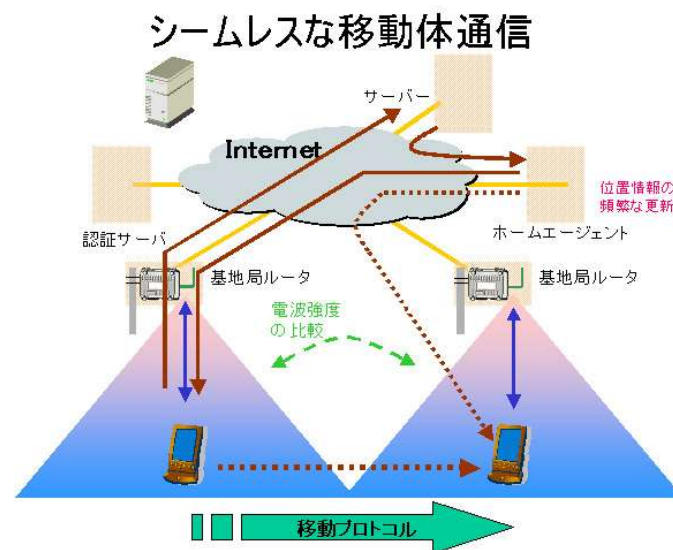 シームレスな移動体通信
サーバー
Internet
認証サーバ
ホームエージェント
位置情報の
頻繁な更新
基地局ルータ
基地局ルータ
電波強度
の比較
移動プロトコル